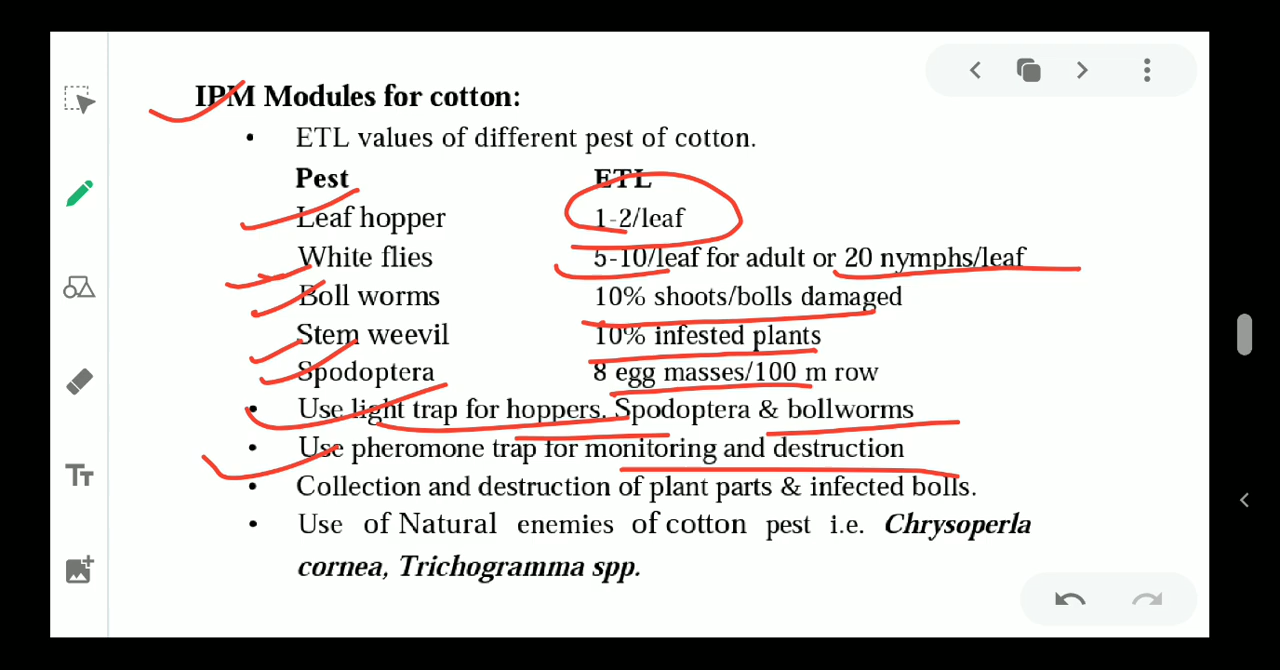 IPM Modules for cotton:
• ETL values of different pest of cotton.
Pest ETL
Leaf hopper 1-2/leaf
White flies 5-10/leaf for adult or 20 nymphs/leaf
Boll worms 10% shoots/bolls damaged
Stem weevil 10% infested plants
Spodoptera 8 egg masses/100 m row
• Use light trap for hoppers. Spodoptera & bollworms
• Use pheromone trap for monitoring and destruction
• Collection and destruction of plant parts & infected bolls.
• Use of Natural enemies of cotton pest i.e. Chrysoperla
cornea, Trichogramma spp.
TT